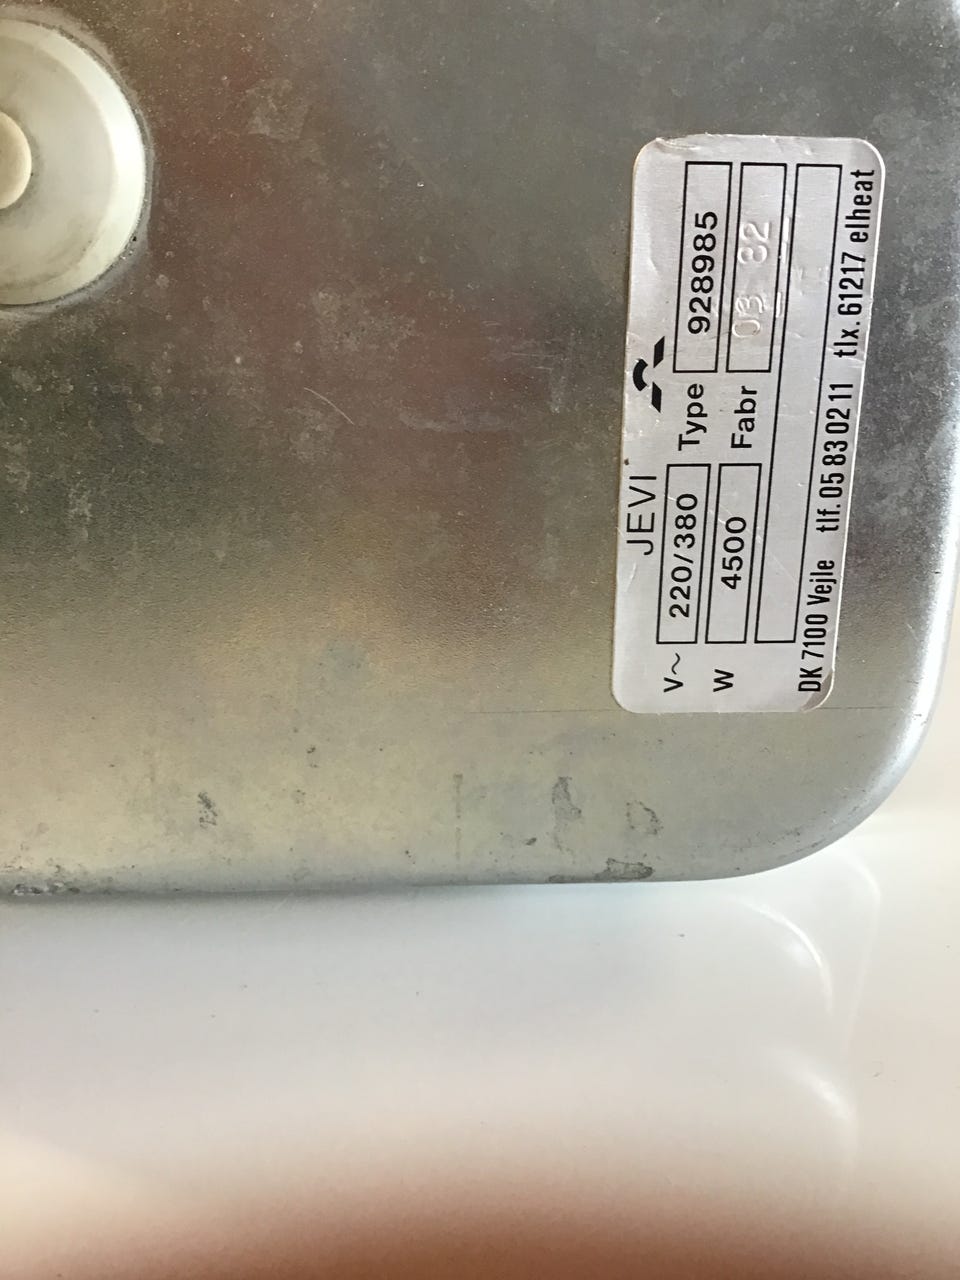 JEVI
V~ 220/380 Type 928985
W 4500 Fabr 03 82
DK 7100 Vejle tlf. 05 83 02 11 tlx. 61217 elheat